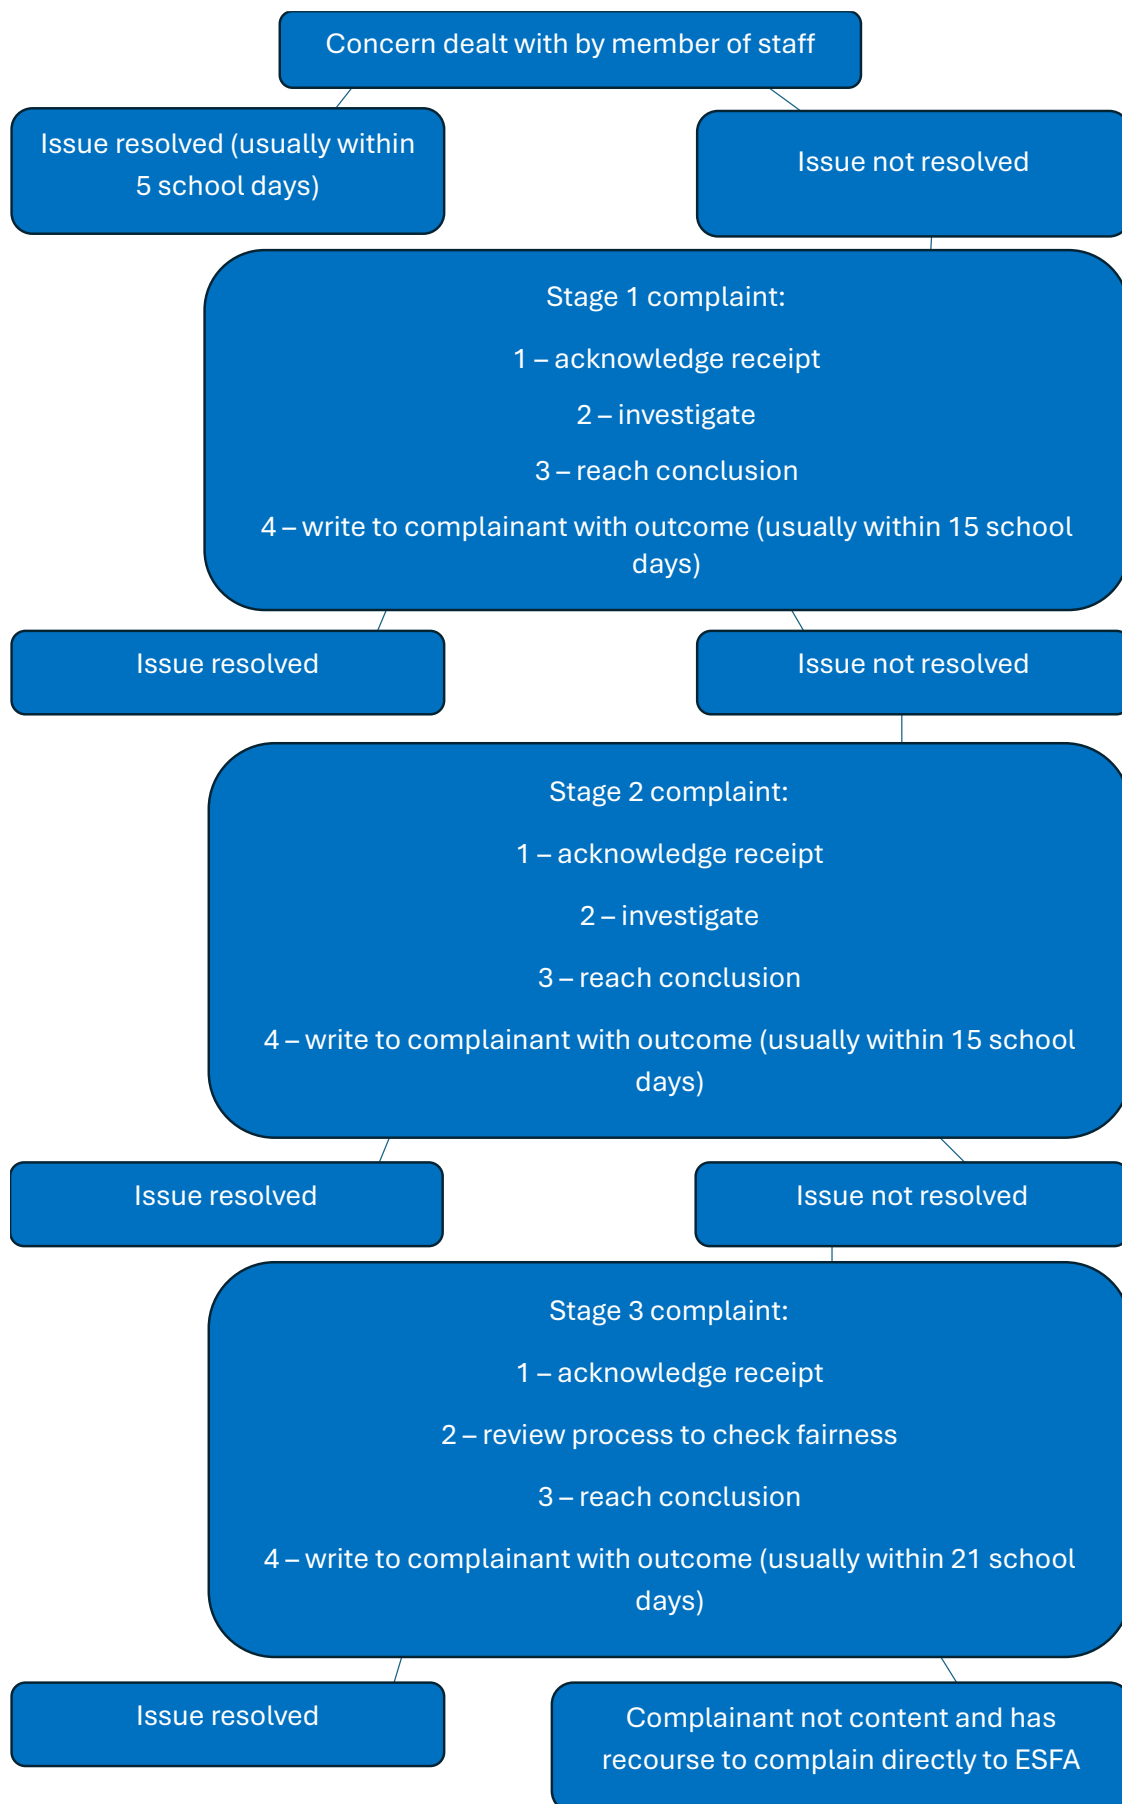 Concern dealt with by member of staff
Issue resolved (usually within
5 school days)
Issue not resolved
Stage 1 complaint:
1 – acknowledge receipt
2 – investigate
3 – reach conclusion
4 – write to complainant with outcome (usually within 15 school
days)
Issue resolved
Issue not resolved
Stage 2 complaint:
1 – acknowledge receipt
2 – investigate
3 – reach conclusion
4 – write to complainant with outcome (usually within 15 school
days)
Issue resolved
Issue not resolved
Stage 3 complaint:
1 – acknowledge receipt
2 – review process to check fairness
3 – reach conclusion
4 – write to complainant with outcome (usually within 21 school
days)
Issue resolved
Complainant not content and has
recourse to complain directly to ESFA